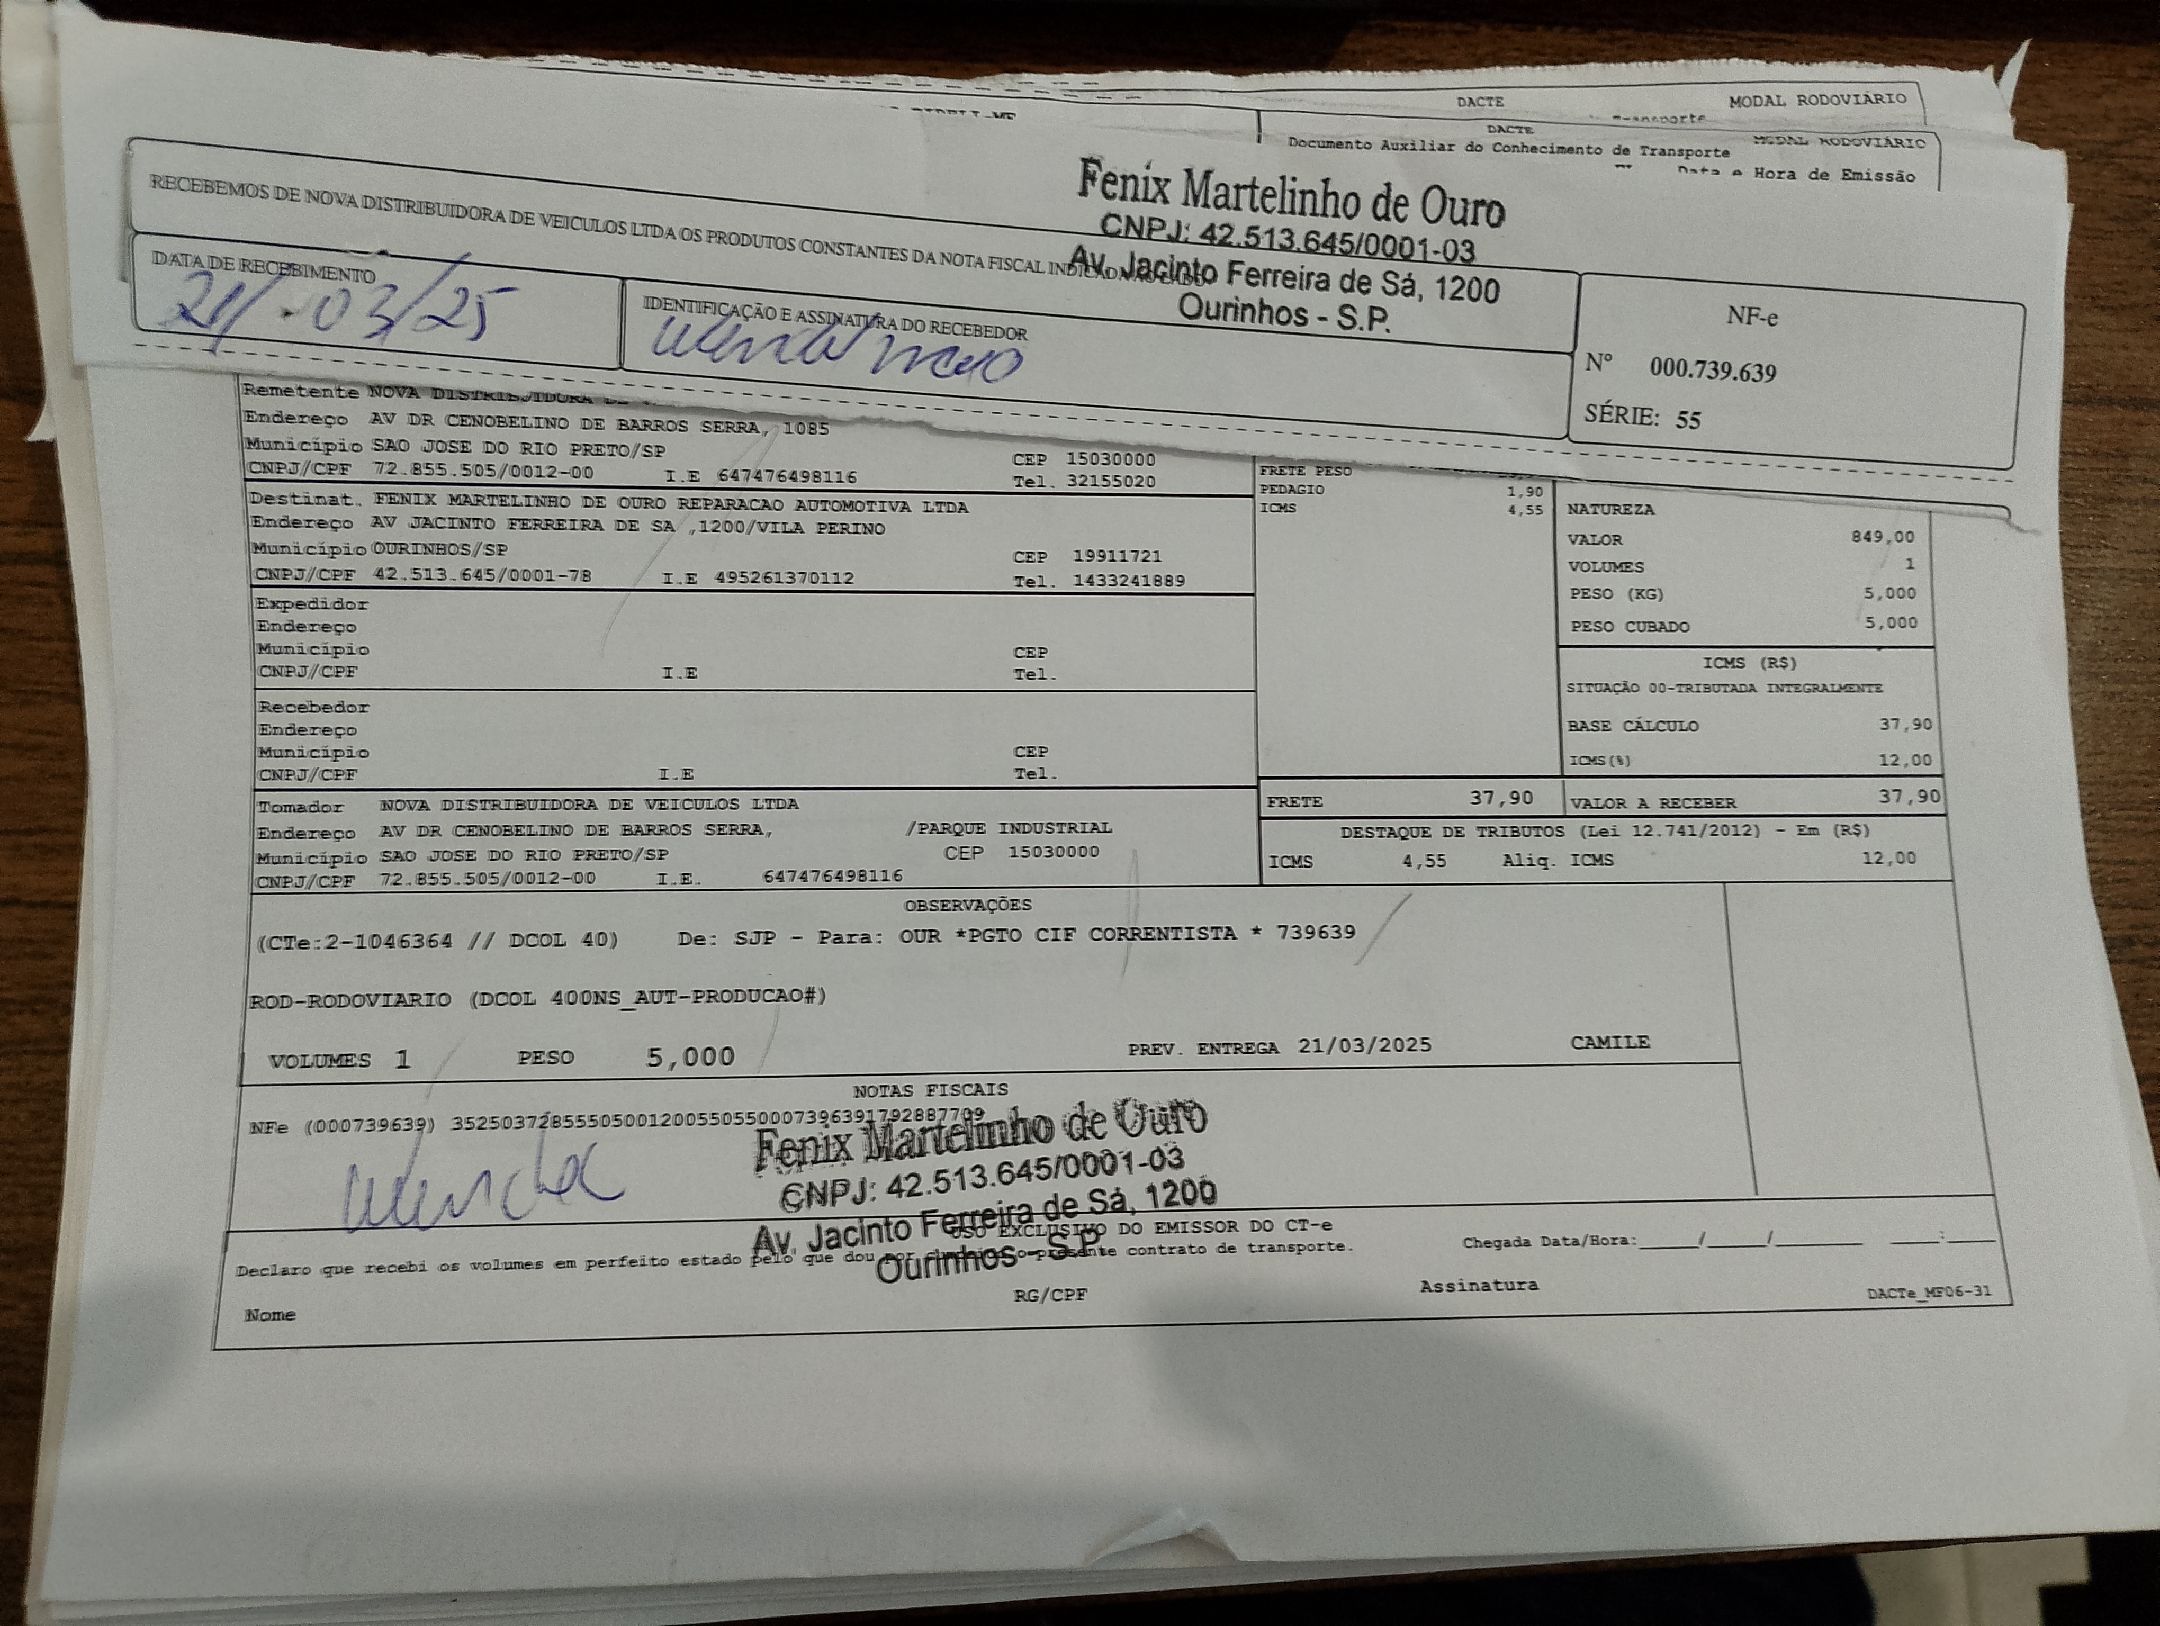 DACTE MODAL RODOVIÁRIO
DACTE MODAL RODOVIÁRIO
Documento Auxiliar do Conhecimento de Transporte
Data e Hora de Emissão
Fenix Martelinho de Ouro
CNPJ: 42.513.645/0001-03
Av. Jacinto Ferreira de Sá, 1200
Ourinhos - S.P.
RECEBEMOS DE NOVA DISTRIBUIDORA DE VEICULOS LTDA OS PRODUTOS CONSTANTES DA NOTA FISCAL
DATA DE RECEBIMENTO
21/03/25
IDENTIFICAÇÃO E ASSINATURA DO RECEBEDOR
NF-e
Nº 000.739.639
SÉRIE: 55
Remetente NOVA DISTRIBUIDORA
Endereço AV DR CENOBELINO DE BARROS SERRA, 1085
Município SAO JOSE DO RIO PRETO/SP CEP 15030000
CNPJ/CPF 72.855.505/0012-00 I.E 647476498116 Tel. 32155020
Destinat. FENIX MARTELINHO DE OURO REPARACAO AUTOMOTIVA LTDA
Endereço AV JACINTO FERREIRA DE SA ,1200/VILA PERINO
Município OURINHOS/SP CEP 19911721
CNPJ/CPF 42.513.645/0001-78 I.E 495261370112 Tel. 1433241889
Expedidor
Endereço
Município CEP
CNPJ/CPF I.E Tel.
Recebedor
Endereço
Município CEP
CNPJ/CPF I.E Tel.
Tomador NOVA DISTRIBUIDORA DE VEICULOS LTDA
Endereço AV DR CENOBELINO DE BARROS SERRA, /PARQUE INDUSTRIAL
Município SAO JOSE DO RIO PRETO/SP CEP 15030000
CNPJ/CPF 72.855.505/0012-00 I.E. 647476498116
FRETE PESO
PEDAGIO 1,90
ICMS 4,55
NATUREZA
VALOR 849,00
VOLUMES 1
PESO (KG) 5,000
PESO CUBADO 5,000
ICMS (R$)
SITUAÇÃO 00-TRIBUTADA INTEGRALMENTE
BASE CÁLCULO 37,90
ICMS(%) 12,00
FRETE 37,90 VALOR A RECEBER 37,90
DESTAQUE DE TRIBUTOS (Lei 12.741/2012) - Em (R$)
ICMS 4,55 Aliq. ICMS 12,00
OBSERVAÇÕES
(CTe:2-1046364 // DCOL 40) De: SJP - Para: OUR *PGTO CIF CORRENTISTA * 739639
ROD-RODOVIARIO (DCOL 400NS_AUT-PRODUCAO#)
VOLUMES 1 PESO 5,000 PREV. ENTREGA 21/03/2025 CAMILE
NOTAS FISCAIS
NFe (000739639) 35250372855505001200550550007396391792887709
Fenix Martelinho de Ouro
CNPJ: 42.513.645/0001-03
Av. Jacinto Ferreira de Sá, 1200
Ourinhos - S.P.
USO EXCLUSIVO DO EMISSOR DO CT-e
Declaro que recebi os volumes em perfeito estado pelo que dou por cumprido o presente contrato de transporte.
Chegada Data/Hora:____/____/______ ___:___
Nome RG/CPF Assinatura
DACTe_MF06-31